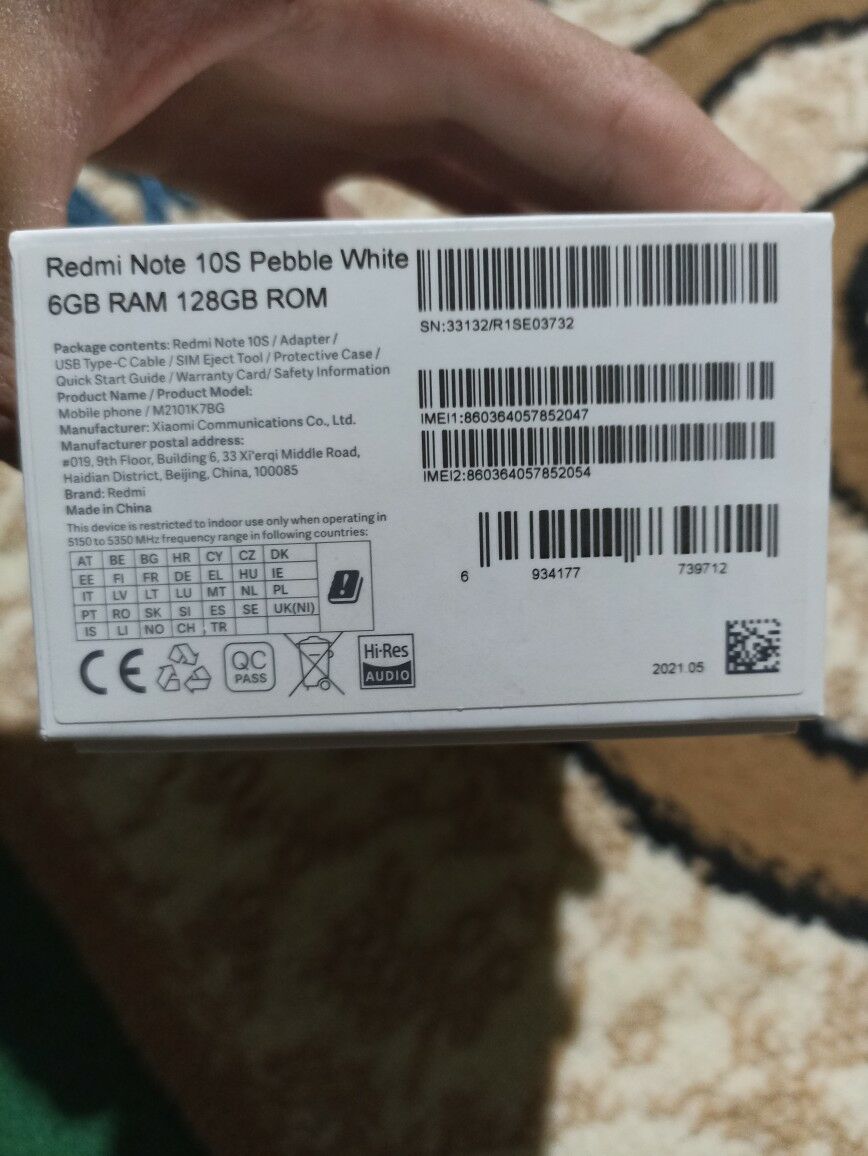 Redmi Note 10S Pebble White
6GB RAM 128GB ROM
Package contents: Redmi Note 10S / Adapter /
USB Type-C Cable / SIM Eject Tool / Protective Case /
Quick Start Guide / Warranty Card/ Safety Information
Product Name / Product Model:
Mobile phone / M2101K7BG
Manufacturer: Xiaomi Communications Co., Ltd.
Manufacturer postal address:
#019, 9th Floor, Building 6, 33 Xi'erqi Middle Road,
Haidian District, Beijing, China, 100085
Brand: Redmi
Made in China
This device is restricted to indoor use only when operating in
5150 to 5350 MHz frequency range in following countries:
AT BE BG HR CY CZ DK
EE FI FR DE EL HU IE
IT LV LT LU MT NL PL
PT RO SK SI ES SE UK(NI)
IS LI NO CH TR
CE
QC
PASS
Hi-Res
AUDIO
SN:33132/R1SE03732
IMEI1:860364057852047
IMEI2:860364057852054
6 934177 739712
2021.05